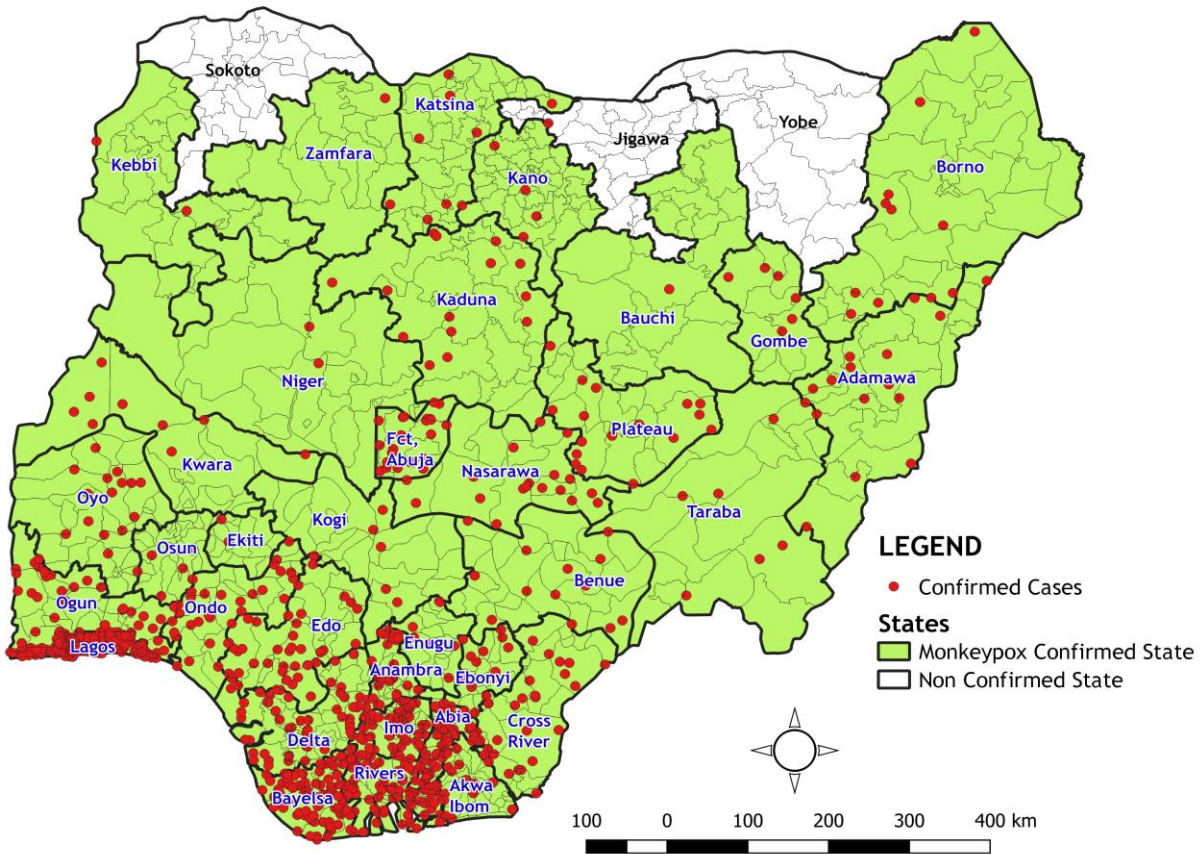 Sokoto
Katsina
Yobe
Jigawa
Kebbi
Zamfara
Borno
Kano
Kaduna
Bauchi
Gombe
Niger
Adamawa
Plateau
Fct,
Abuja
Kwara
Nasarawa
Oyo
Taraba
Kogi
Osun
Ekiti
Benue
Ogun
Ondo
Edo
Lagos
Enugu
Anambra
Ebonyi
Abia
Imo
Cross
River
Delta
Rivers
Akwa
Ibom
Bayelsa
LEGEND
Confirmed Cases
States
Monkeypox Confirmed State
Non Confirmed State
100 0 100 200 300 400 km